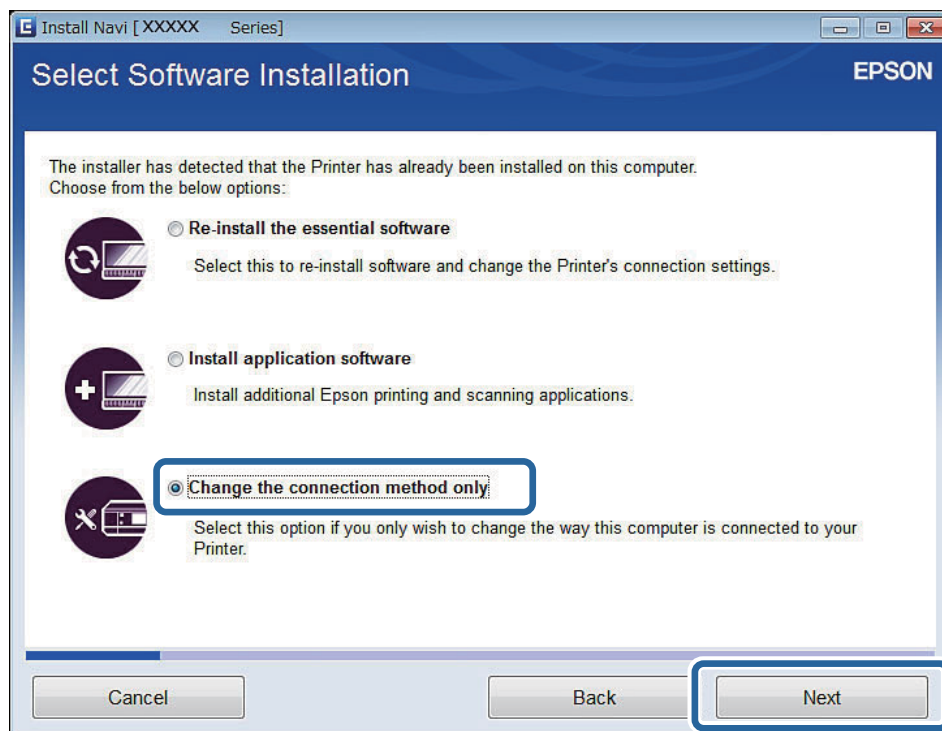 Install Navi [ XXXXX Series]
Select Software Installation
EPSON
The installer has detected that the Printer has already been installed on this computer.
Choose from the below options:
Re-install the essential software
Select this to re-install software and change the Printer's connection settings.
Install application software
Install additional Epson printing and scanning applications.
Change the connection method only
Select this option if you only wish to change the way this computer is connected to your
Printer.
Cancel
Back
Next